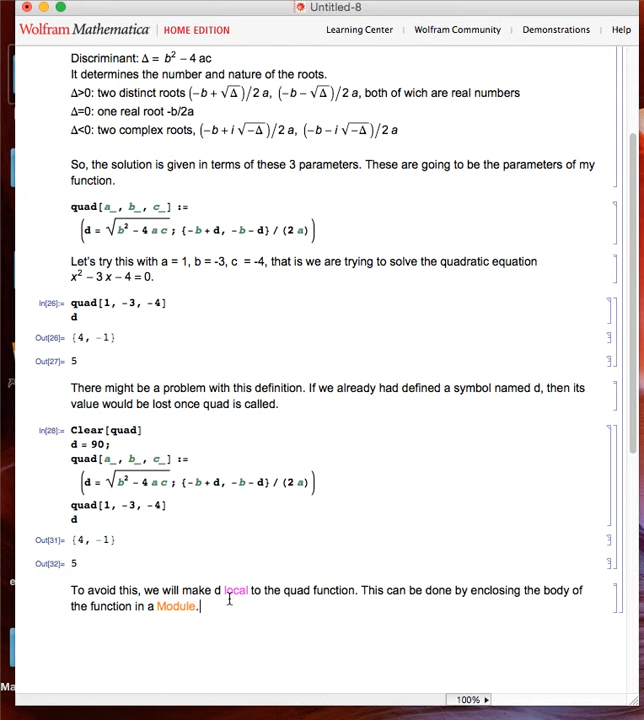 Untitled-8
Wolfram Mathematica | HOME EDITION Learning Center Wolfram Community Demonstrations Help
Discriminant: Δ = b² - 4 ac
It determines the number and nature of the roots.
Δ>0: two distinct roots (-b + √Δ)/2 a, (-b - √Δ)/2 a, both of wich are real numbers
Δ=0: one real root -b/2a
Δ<0: two complex roots, (-b + i √-Δ)/2 a, (-b - i √-Δ)/2 a
So, the solution is given in terms of these 3 parameters. These are going to be the parameters of my
function.
quad[a_, b_, c_] :=
(d = √b² - 4 a c ; {-b + d, -b - d} / (2 a))
Let's try this with a = 1, b = -3, c = -4, that is we are trying to solve the quadratic equation
x² - 3 x - 4 = 0.
In[26]:= quad[1, -3, -4]
d
Out[26]= {4, -1}
Out[27]= 5
There might be a problem with this definition. If we already had defined a symbol named d, then its
value would be lost once quad is called.
In[28]:= Clear[quad]
d = 90;
quad[a_, b_, c_] :=
(d = √b² - 4 a c ; {-b + d, -b - d} / (2 a))
quad[1, -3, -4]
d
Out[31]= {4, -1}
Out[32]= 5
To avoid this, we will make d local to the quad function. This can be done by enclosing the body of
the function in a Module.
Ma
100%